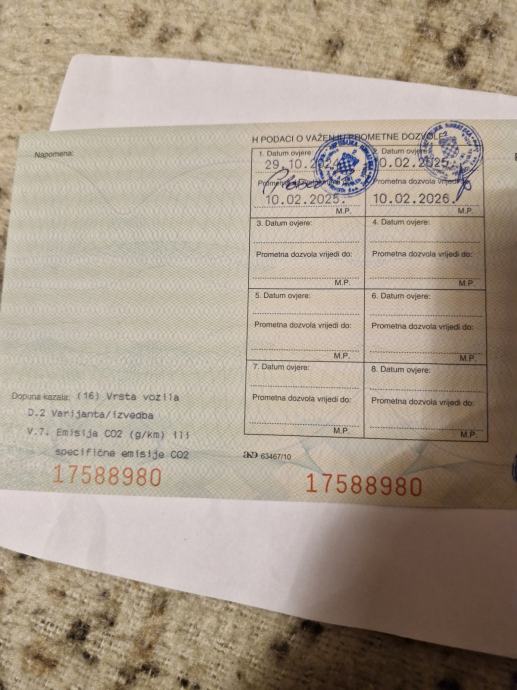 Napomena:
H PODACI O VAŽENJU PROMETNE DOZVOLE
1. Datum ovjere:
29.10.
10.02.2025.
M.P.
0.02.2025.
Prometna dozvola vrijedi do:
10.02.2026.
M.P.
3. Datum ovjere:
Prometna dozvola vrijedi do:
M.P.
4. Datum ovjere:
Prometna dozvola vrijedi do:
M.P.
5. Datum ovjere:
Prometna dozvola vrijedi do:
M.P.
6. Datum ovjere:
Prometna dozvola vrijedi do:
M.P.
7. Datum ovjere:
Prometna dozvola vrijedi do:
M.P.
8. Datum ovjere:
Prometna dozvola vrijedi do:
M.P.
Dopuna kazala: (16) Vrsta vozila
D.2 Varijanta/izvedba
V.7. Emisija CO2 (g/km) ili
specifične emisije CO2
17588980
AKD 63467/10
17588980